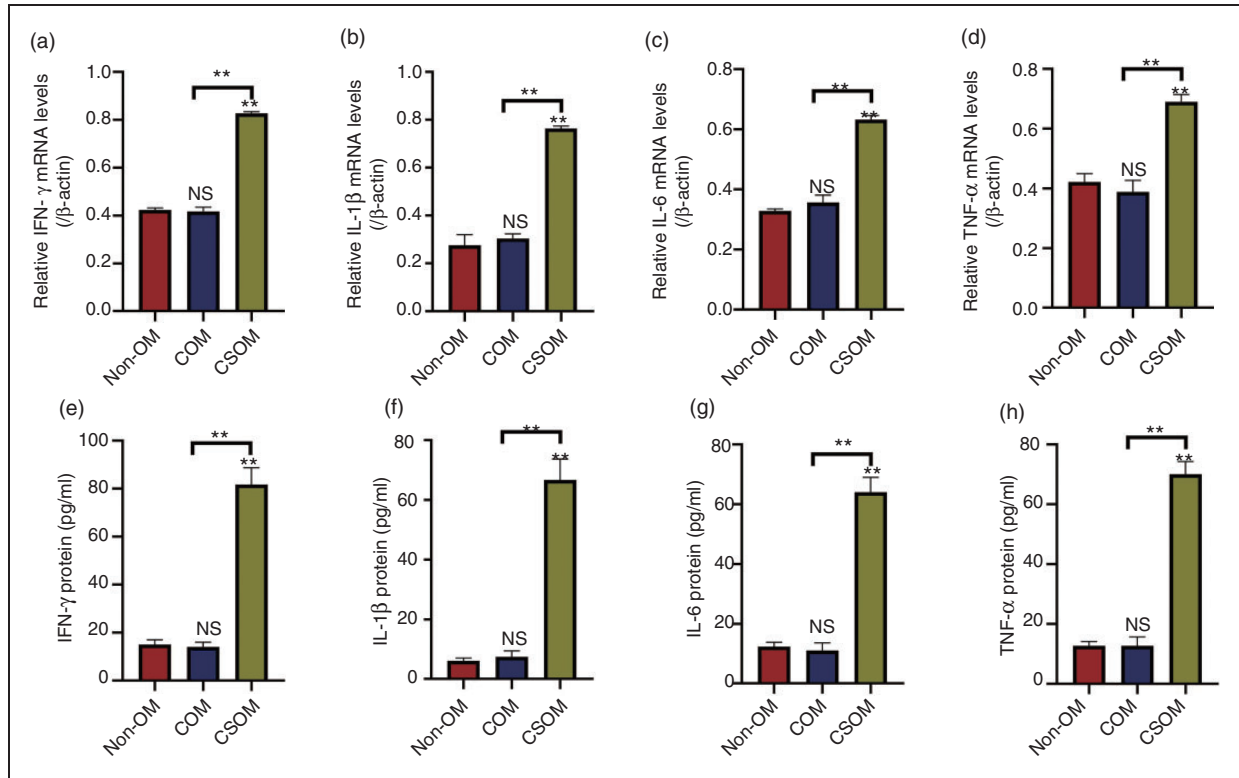 (a)
Relative IFN- γ mRNA levels
(/β-actin)
1.0
0.8
0.6
0.4
0.2
0.0
**
**
NS
Non-OM
COM
CSOM
(b)
Relative IL-1β mRNA levels
(/β-actin)
1.0
0.8
0.6
0.4
0.2
0.0
**
**
NS
Non-OM
COM
CSOM
(c)
Relative IL-6 mRNA levels
(/β-actin)
0.8
0.6
0.4
0.2
0.0
**
**
NS
Non-OM
COM
CSOM
(d)
Relative TNF-α mRNA levels
(/β-actin)
0.8
0.6
0.4
0.2
0.0
**
**
NS
Non-OM
COM
CSOM
(e)
IFN-γ protein (pg/ml)
100
80
60
40
20
0
**
**
NS
Non-OM
COM
CSOM
(f)
IL-1β protein (pg/ml)
80
60
40
20
0
**
**
NS
Non-OM
COM
CSOM
(g)
IL-6 protein (pg/ml)
80
60
40
20
0
**
**
NS
Non-OM
COM
CSOM
(h)
TNF-α protein (pg/ml)
80
60
40
20
0
**
**
NS
Non-OM
COM
CSOM